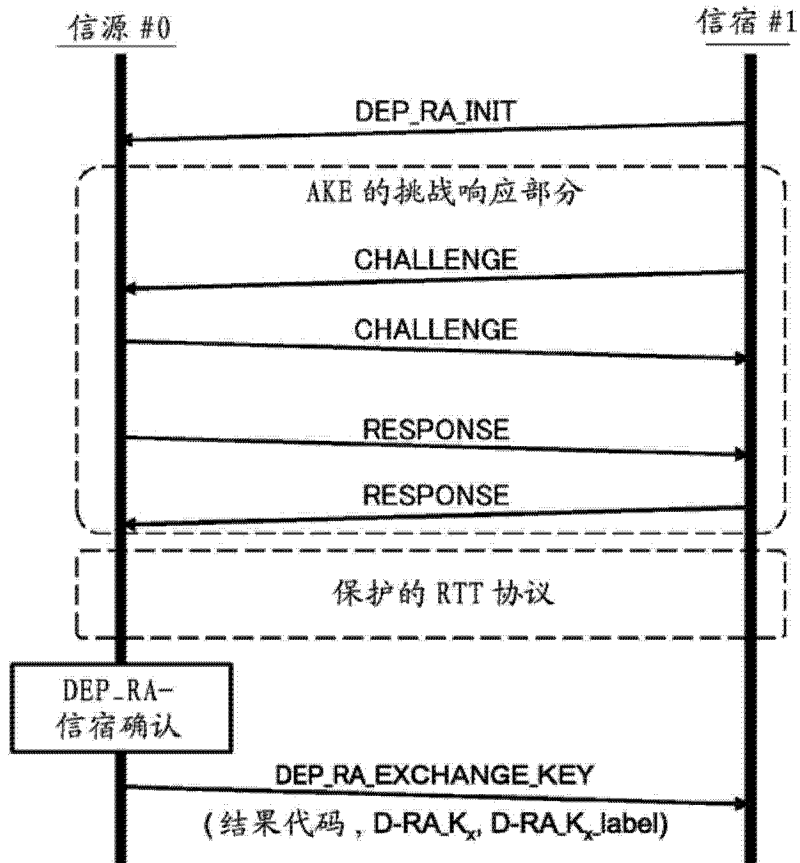 信源 #0
信宿 #1
DEP_RA_INIT
AKE 的挑战响应部分
CHALLENGE
CHALLENGE
RESPONSE
RESPONSE
保护的 RTT 协议
DEP_RA-
信宿确认
DEP_RA_EXCHANGE_KEY
(结果代码, D-RA_Kx, D-RA_Kx_label)